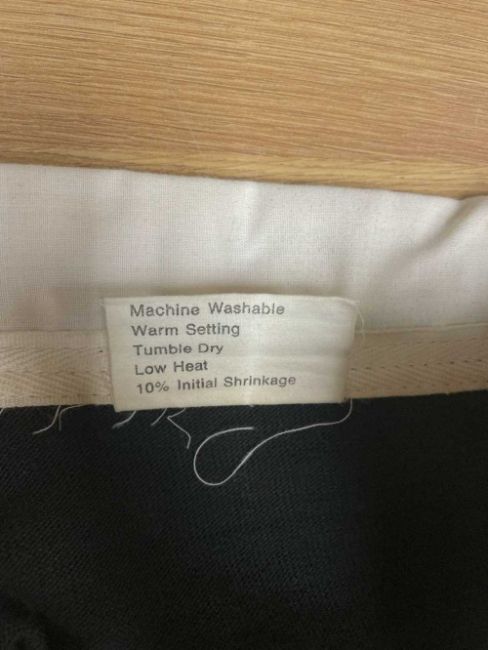 Machine Washable
Warm Setting
Tumble Dry
Low Heat
10% Initial Shrinkage